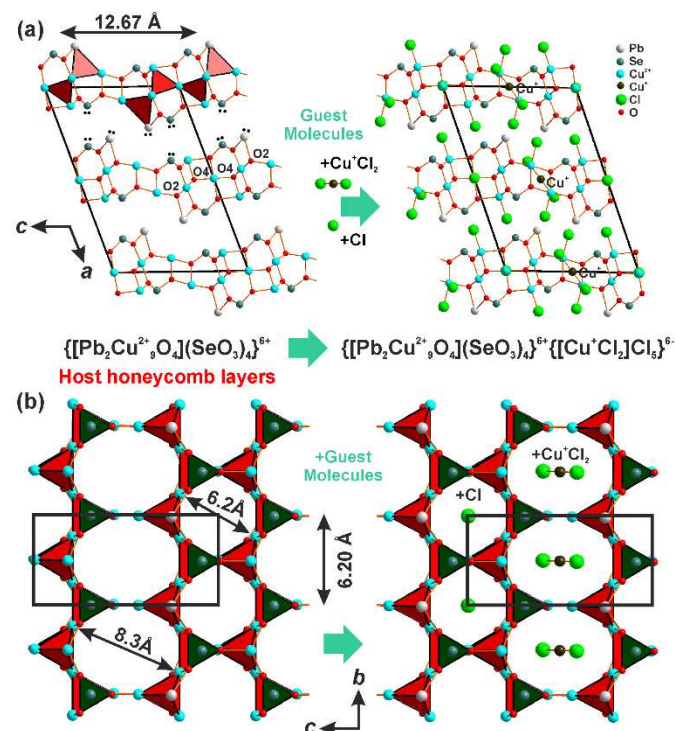 (a)
12.67 Å
Pb
Se
Cu²⁺
Cu⁺
Cl
O
Cu⁺
Guest
Molecules
+Cu⁺Cl₂
+Cl
O2
O4
O4
O2
Cu⁺
c
a
Cu⁺
{[Pb₂Cu²⁺₉O₄](SeO₃)₄}⁶⁺
{[Pb₂Cu²⁺₉O₄](SeO₃)₄}⁶⁺{[Cu⁺Cl₂]Cl₅}⁶⁻
Host honeycomb layers
(b)
+Guest
Molecules
+Cu⁺Cl₂
+Cl
6.2Å
6.20 Å
8.3Å
b
c